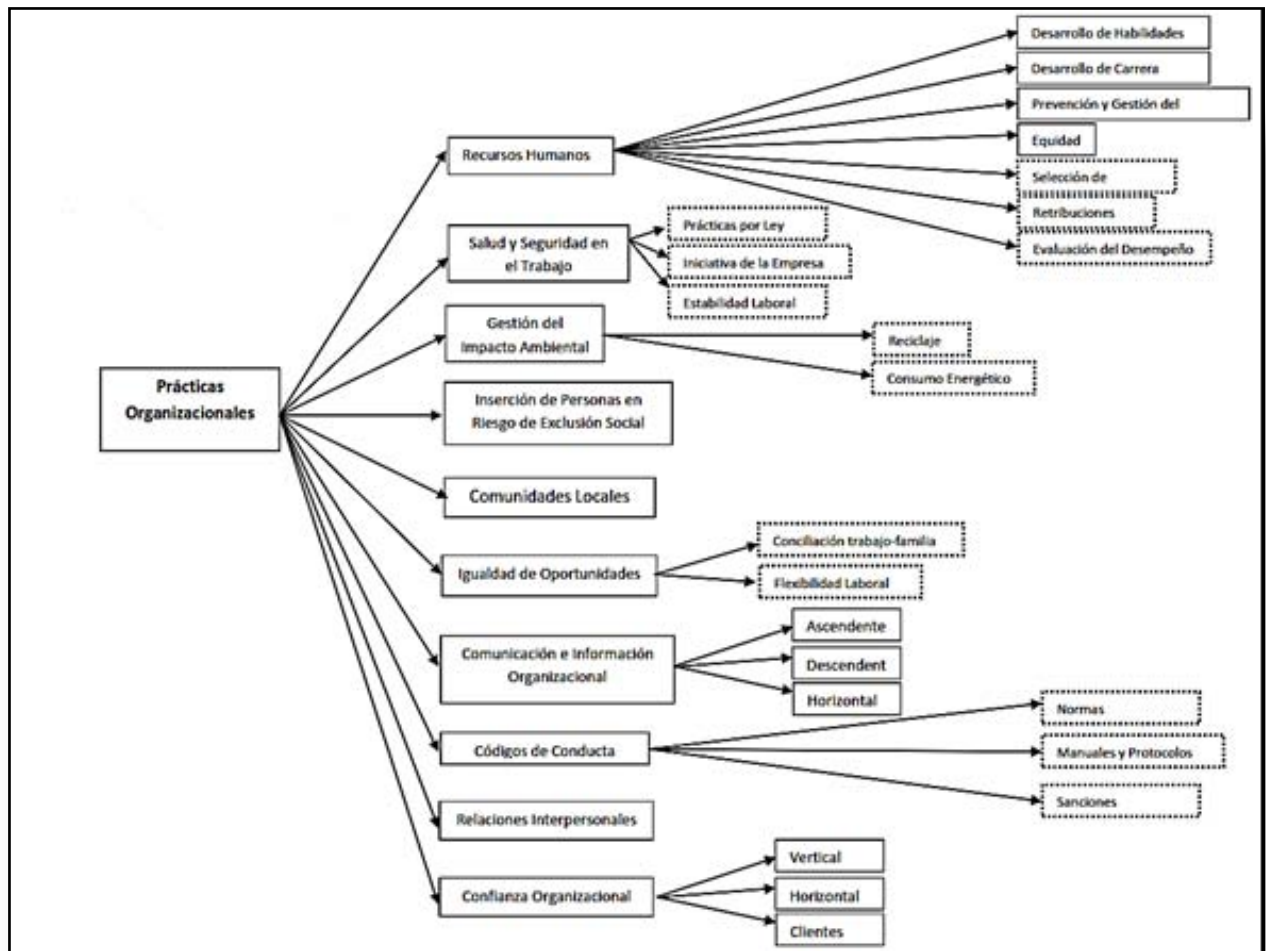 Prácticas
Organizacionales
Recursos Humanos
Desarrollo de Habilidades
Desarrollo de Carrera
Prevención y Gestión del
Equidad
Selección de
Retribuciones
Evaluación del Desempeño
Salud y Seguridad en
el Trabajo
Prácticas por Ley
Iniciativa de la Empresa
Estabilidad Laboral
Gestión del
Impacto Ambiental
Reciclaje
Consumo Energético
Inserción de Personas en
Riesgo de Exclusión Social
Comunidades Locales
Igualdad de Oportunidades
Conciliación trabajo-familia
Flexibilidad Laboral
Comunicación e Información
Organizacional
Ascendente
Descendent
Horizontal
Códigos de Conducta
Normas
Manuales y Protocolos
Sanciones
Relaciones Interpersonales
Confianza Organizacional
Vertical
Horizontal
Clientes